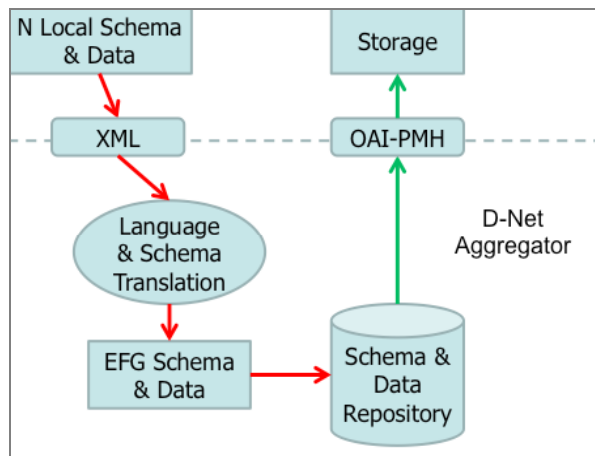 N Local Schema
& Data
Storage
XML
OAI-PMH
Language
& Schema
Translation
D-Net
Aggregator
EFG Schema
& Data
Schema &
Data
Repository